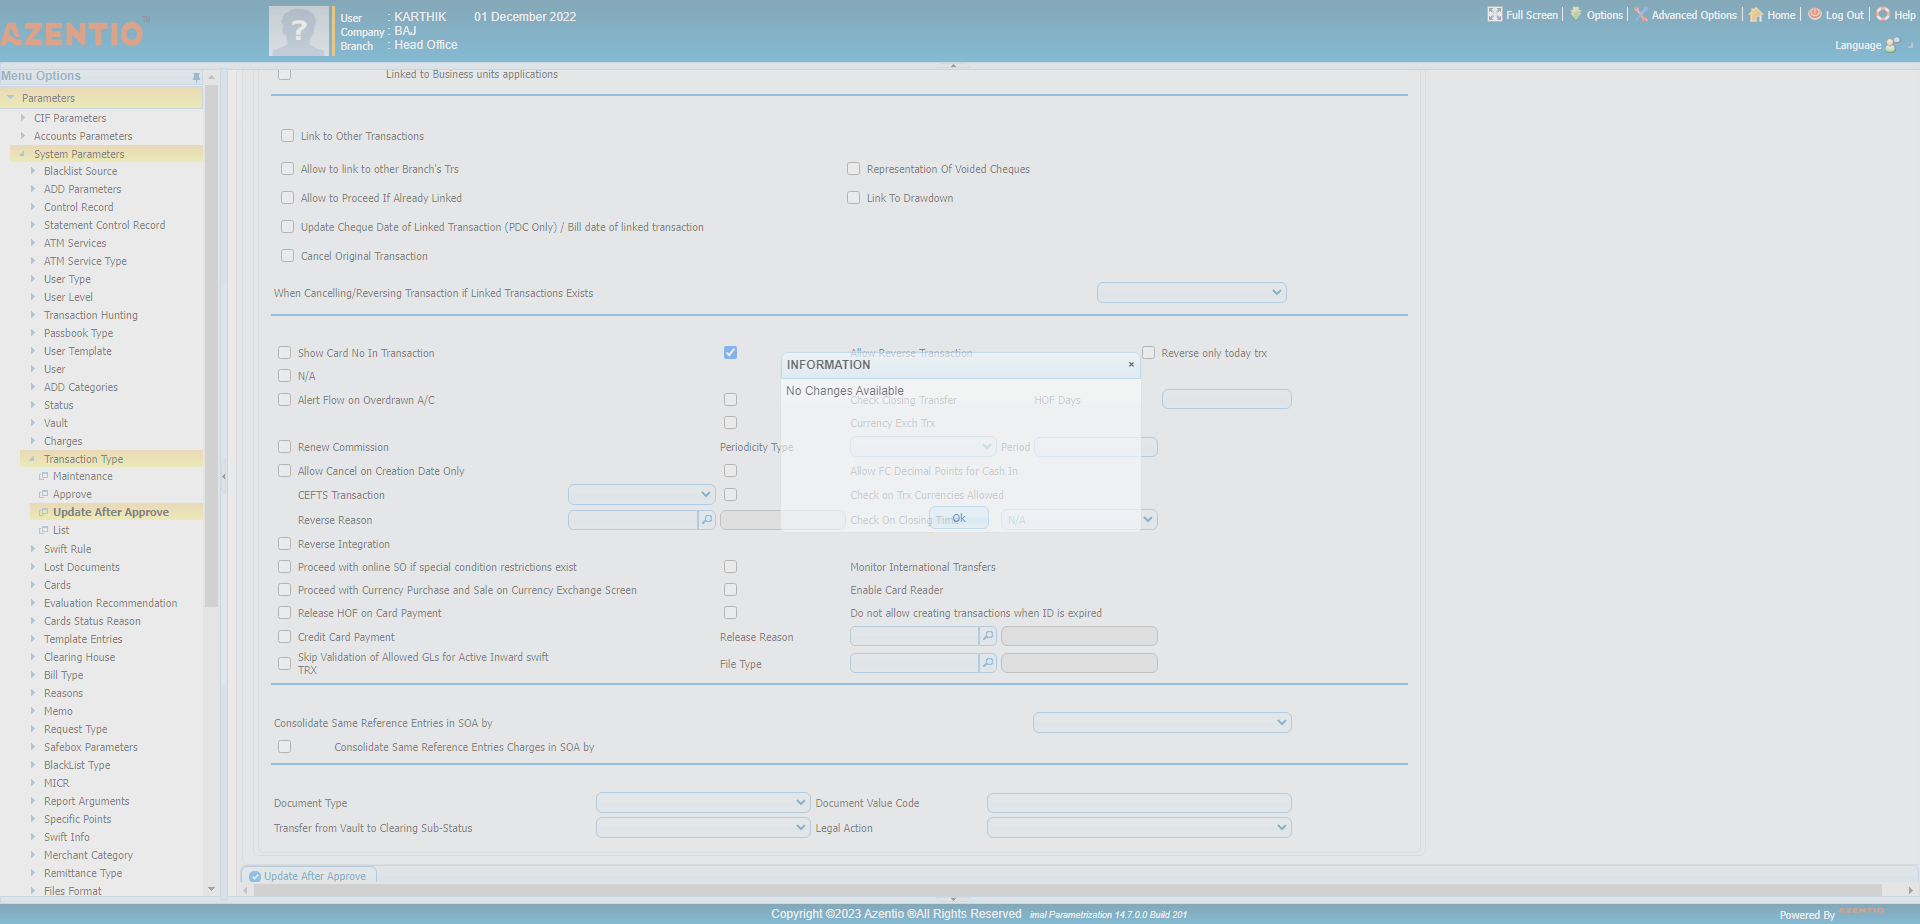 AZENTIO
TM
User : KARTHIK 01 December 2022
Company : BAJ
Branch : Head Office
Full Screen Options Advanced Options Home Log Out Help
Language
Menu Options
Parameters
CIF Parameters
Accounts Parameters
System Parameters
Blacklist Source
ADD Parameters
Control Record
Statement Control Record
ATM Services
ATM Service Type
User Type
User Level
Transaction Hunting
Passbook Type
User Template
User
ADD Categories
Status
Vault
Charges
Transaction Type
Maintenance
Approve
Update After Approve
List
Swift Rule
Lost Documents
Cards
Evaluation Recommendation
Cards Status Reason
Template Entries
Clearing House
Bill Type
Reasons
Memo
Request Type
Safebox Parameters
BlackList Type
MICR
Report Arguments
Specific Points
Swift Info
Merchant Category
Remittance Type
Files Format
Linked to Business units applications
Link to Other Transactions
Allow to link to other Branch's Trs Representation Of Voided Cheques
Allow to Proceed If Already Linked Link To Drawdown
Update Cheque Date of Linked Transaction (PDC Only) / Bill date of linked transaction
Cancel Original Transaction
When Cancelling/Reversing Transaction if Linked Transactions Exists
Show Card No In Transaction Allow Reverse Transaction Reverse only today trx
N/A
Alert Flow on Overdrawn A/C Check Closing Transfer HOF Days
Currency Exch Trx
Renew Commission Periodicity Type Period
Allow Cancel on Creation Date Only Allow FC Decimal Points for Cash In
CEFTS Transaction Check on Trx Currencies Allowed
Reverse Reason Check On Closing Time N/A
Reverse Integration
Proceed with online SO if special condition restrictions exist Monitor International Transfers
Proceed with Currency Purchase and Sale on Currency Exchange Screen Enable Card Reader
Release HOF on Card Payment Do not allow creating transactions when ID is expired
Credit Card Payment Release Reason
Skip Validation of Allowed GLs for Active Inward swift
TRX
File Type
Consolidate Same Reference Entries in SOA by
Consolidate Same Reference Entries Charges in SOA by
Document Type Document Value Code
Transfer from Vault to Clearing Sub-Status Legal Action
INFORMATION ×
No Changes Available
Ok
Update After Approve
Copyright ©2023 Azentio ®All Rights Reserved imal Parametrization 14.7.0.0 Build 201
Powered By AZENTIO